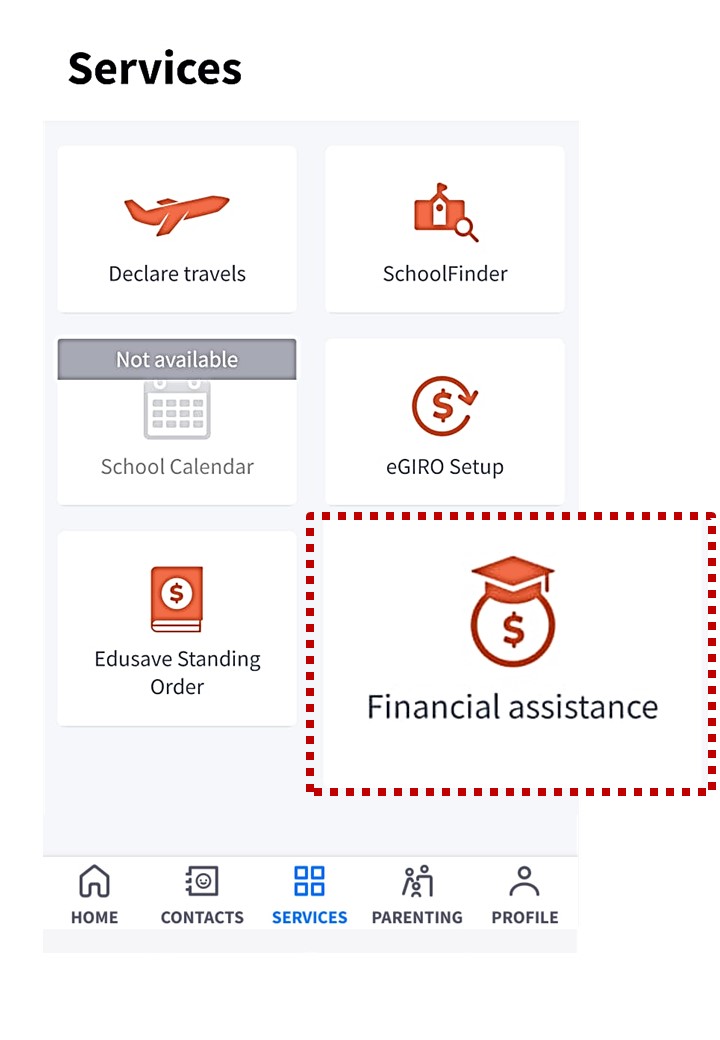 Services
Declare travels
SchoolFinder
Not available
School Calendar
$
eGIRO Setup
$
Edusave Standing
Order
$
Financial assistance
HOME
CONTACTS
SERVICES
PARENTING
PROFILE